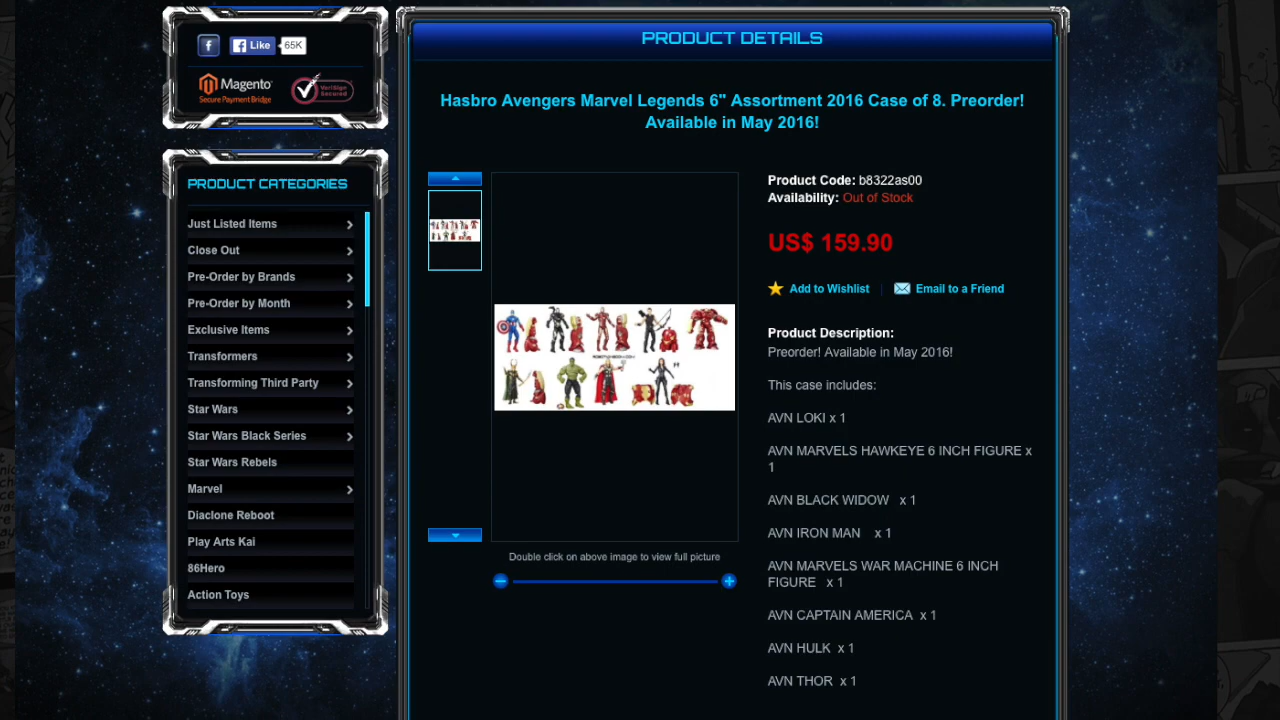 f
f Like 65K
Magento
Secure Payment Bridge
VeriSign
Secured
PRODUCT CATEGORIES
Just Listed Items
Close Out
Pre-Order by Brands
Pre-Order by Month
Exclusive Items
Transformers
Transforming Third Party
Star Wars
Star Wars Black Series
Star Wars Rebels
Marvel
Diaclone Reboot
Play Arts Kai
86Hero
Action Toys
PRODUCT DETAILS
Hasbro Avengers Marvel Legends 6" Assortment 2016 Case of 8. Preorder!
Available in May 2016!
Double click on above image to view full picture
Product Code: b8322as00
Availability: Out of Stock
US$ 159.90
Add to Wishlist
Email to a Friend
Product Description:
Preorder! Available in May 2016!
This case includes:
AVN LOKI x 1
AVN MARVELS HAWKEYE 6 INCH FIGURE x
1
AVN BLACK WIDOW x 1
AVN IRON MAN x 1
AVN MARVELS WAR MACHINE 6 INCH
FIGURE x 1
AVN CAPTAIN AMERICA x 1
AVN HULK x 1
AVN THOR x 1